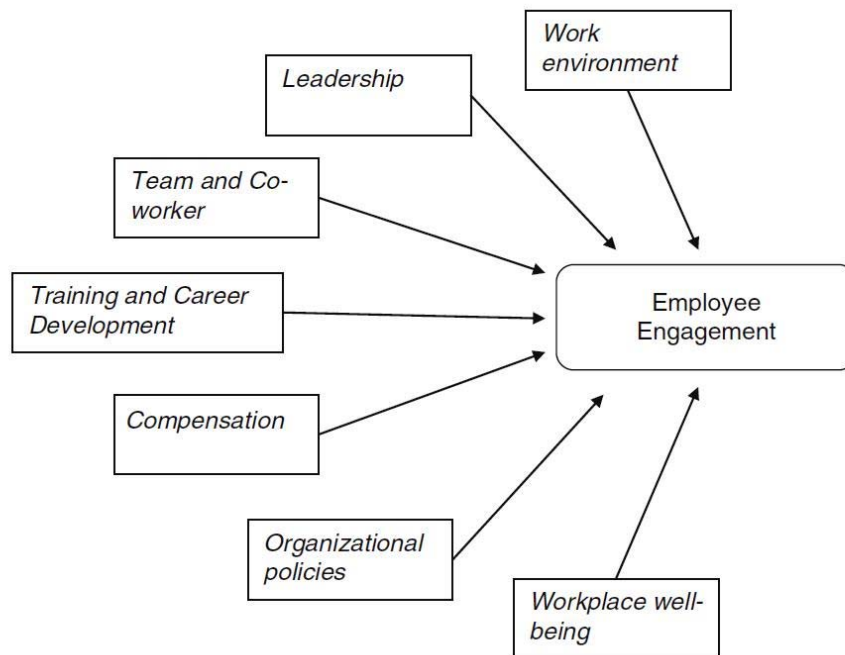 Work
environment
Leadership
Team and Co-
worker
Training and Career
Development
Employee
Engagement
Compensation
Organizational
policies
Workplace well-
being